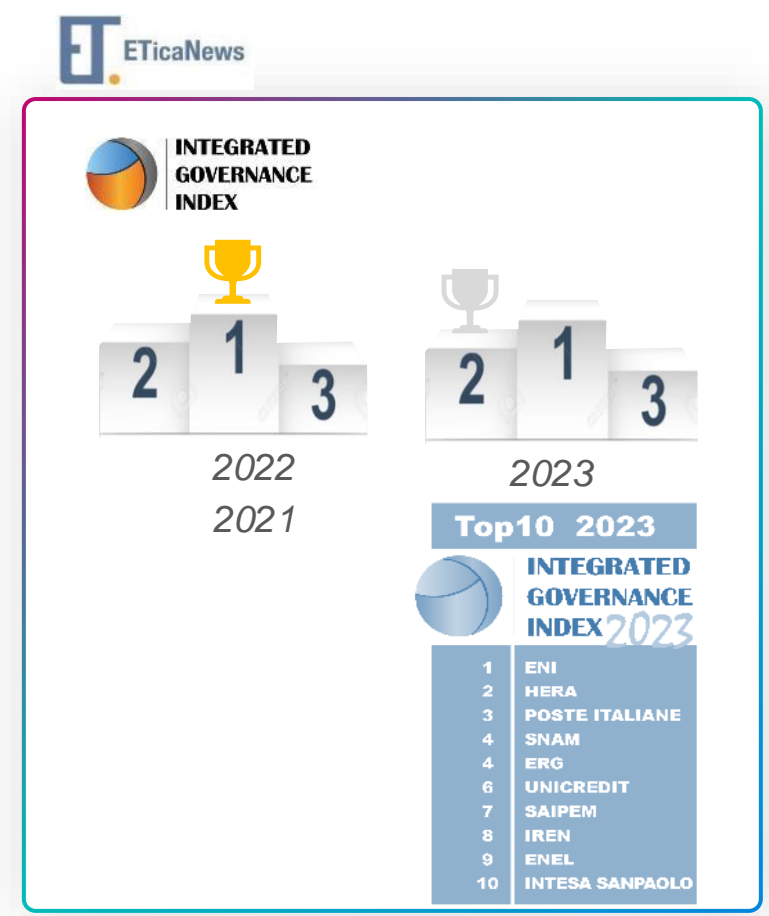 ET.
ETicaNews
INTEGRATED
GOVERNANCE
INDEX
2 1 3
2 1 3
2022
2021
2023
Top10 2023
INTEGRATED
GOVERNANCE
INDEX 2023
1 ENI
2 HERA
3 POSTE ITALIANE
4 SNAM
4 ERG
6 UNICREDIT
7 SAIPEM
8 IREN
9 ENEL
10 INTESA SANPAOLO